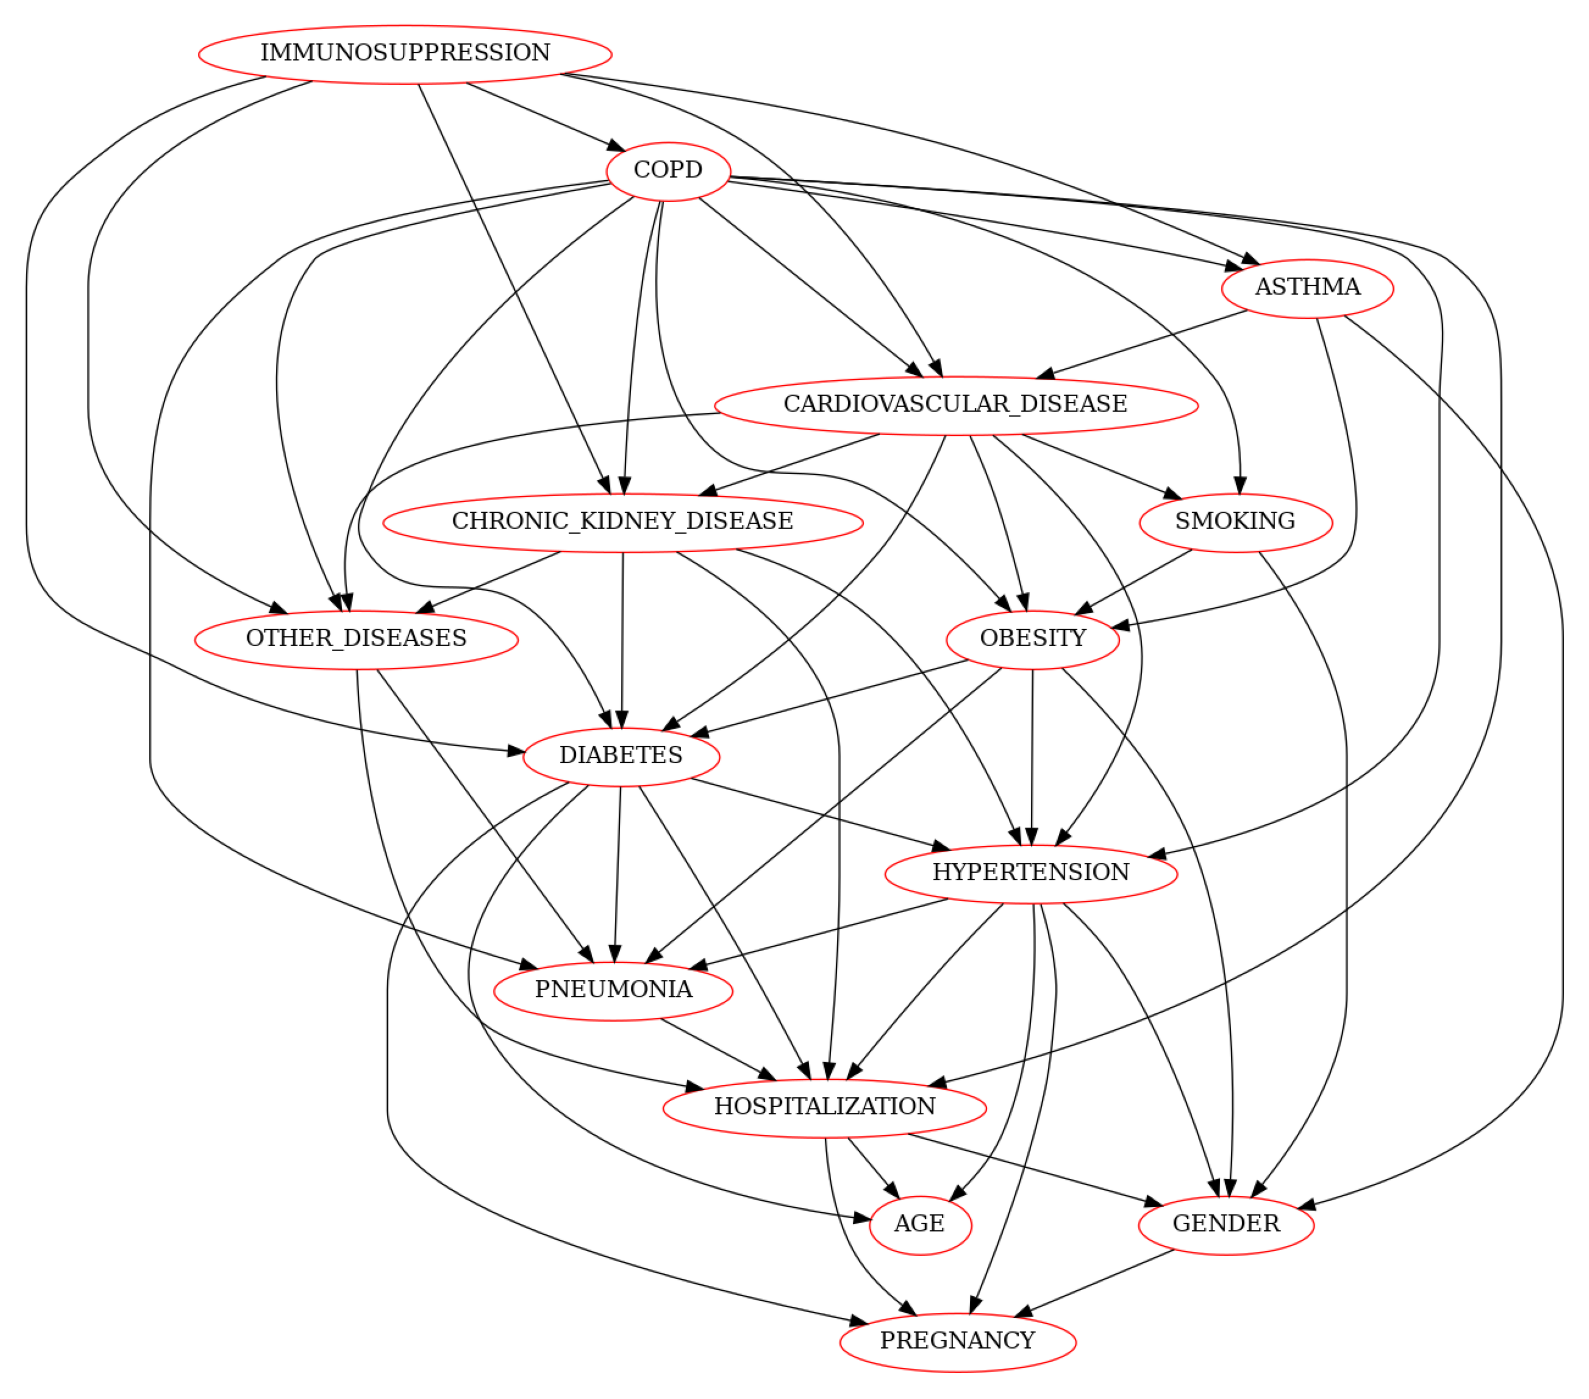 IMMUNOSUPPRESSION
COPD
ASTHMA
CARDIOVASCULAR_DISEASE
CHRONIC_KIDNEY_DISEASE
SMOKING
OTHER_DISEASES
OBESITY
DIABETES
HYPERTENSION
PNEUMONIA
HOSPITALIZATION
AGE
GENDER
PREGNANCY